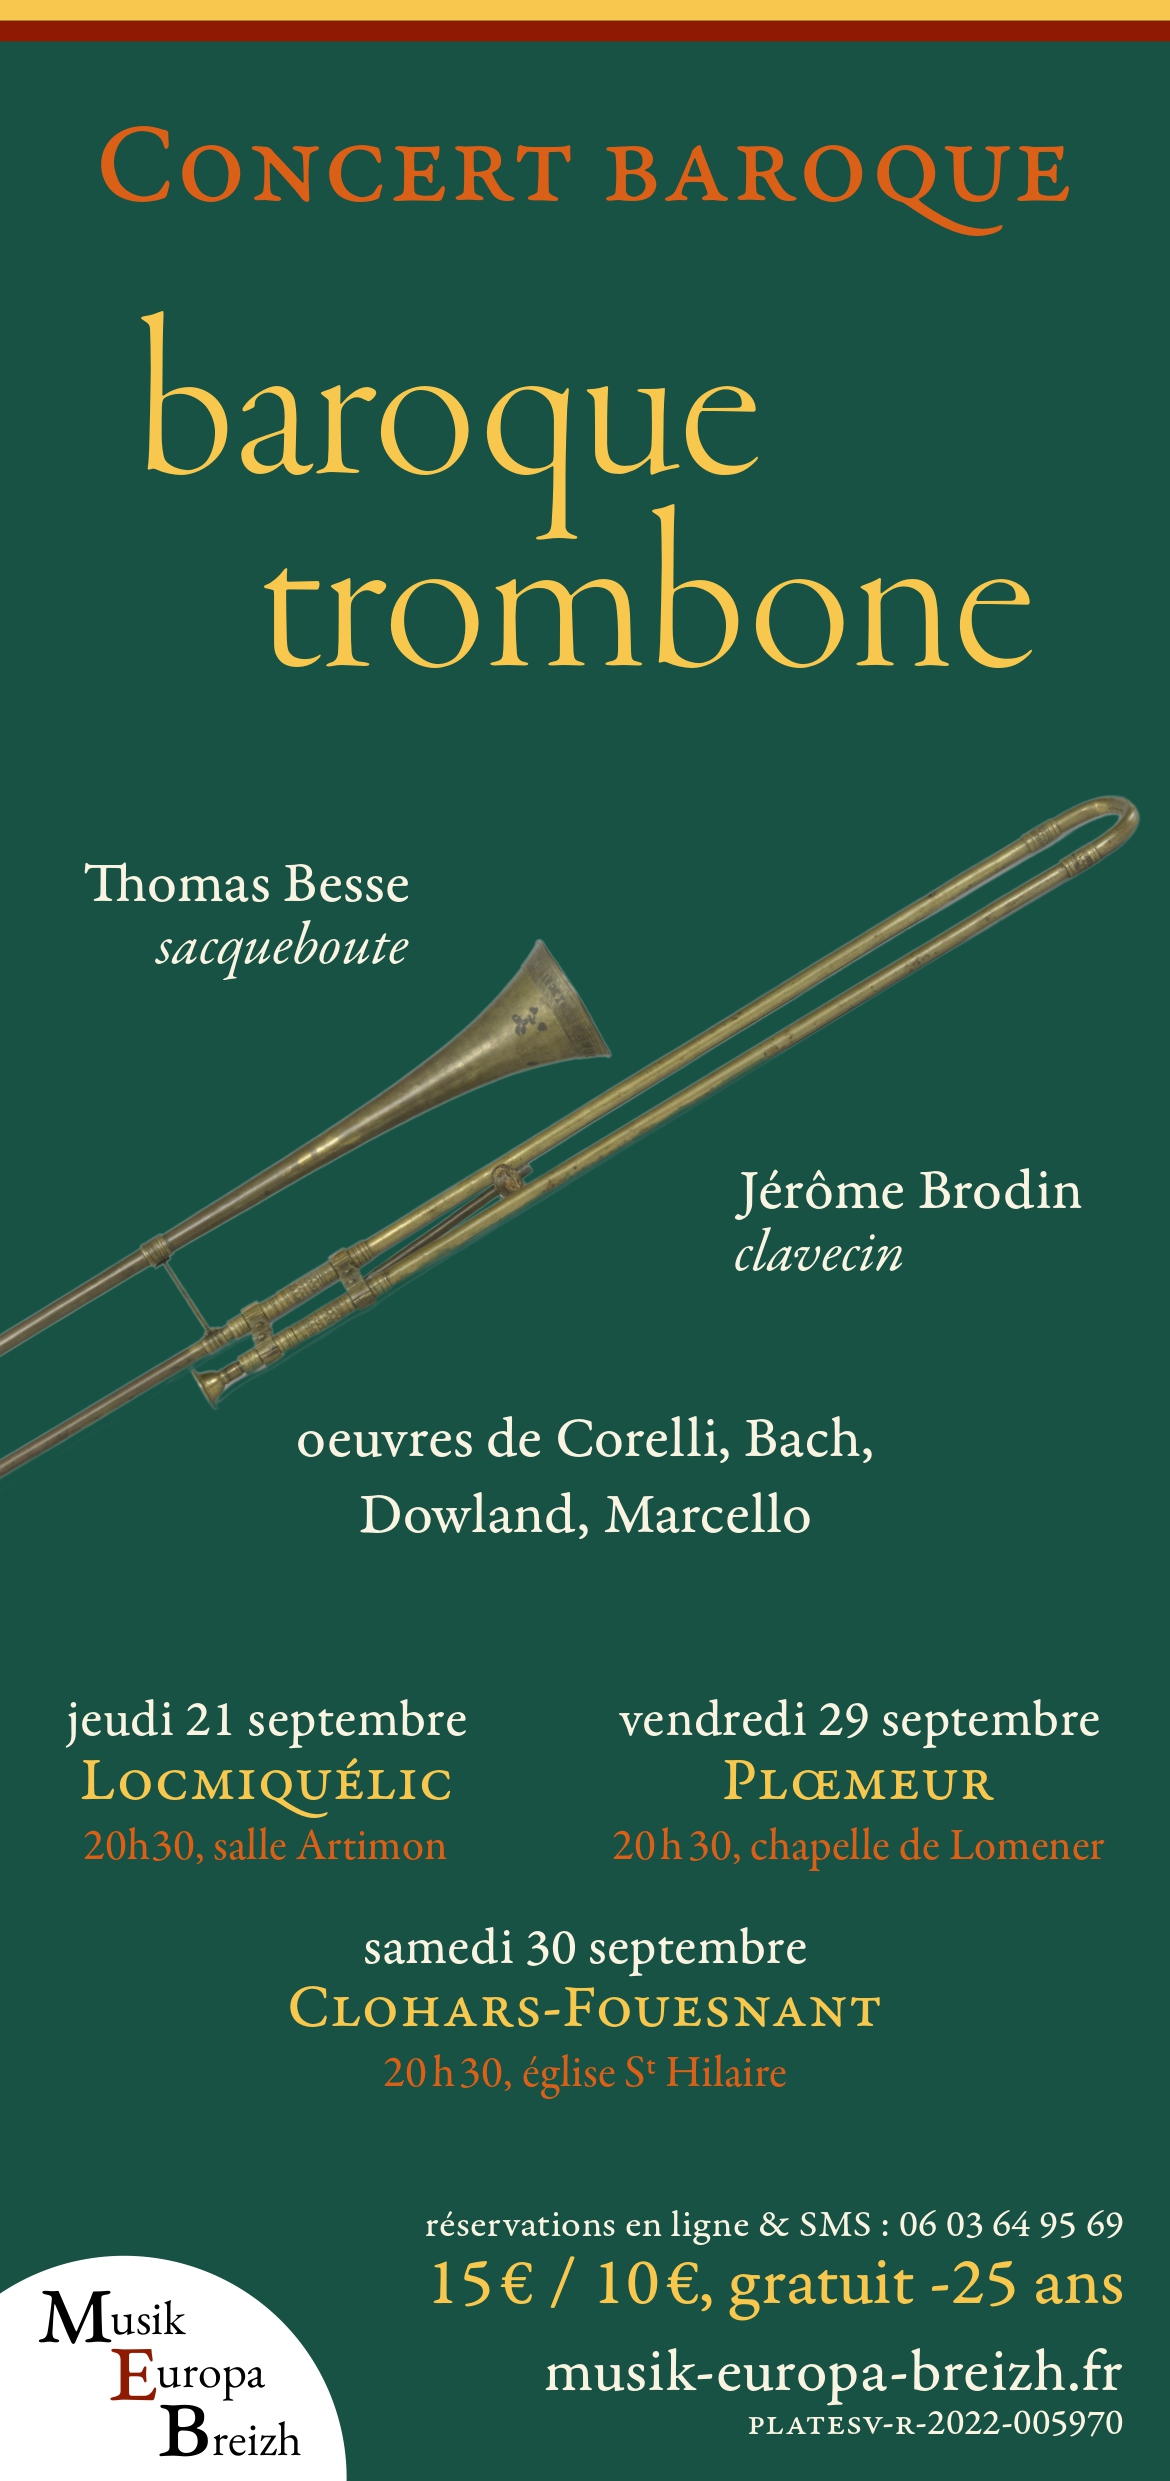 Concert baroque
baroque
trombone
Thomas Besse
sacqueboute
Jérôme Brodin
clavecin
oeuvres de Corelli, Bach,
Dowland, Marcello
jeudi 21 septembre
Locmiquélic
20h30, salle Artimon
vendredi 29 septembre
Plœmeur
20 h 30, chapelle de Lomener
samedi 30 septembre
Clohars-Fouesnant
20 h 30, église Sᵗ Hilaire
réservations en ligne & SMS : 06 03 64 95 69
15 € / 10 €, gratuit -25 ans
musik-europa-breizh.fr
platesv-r-2022-005970
Musik
Europa
Breizh